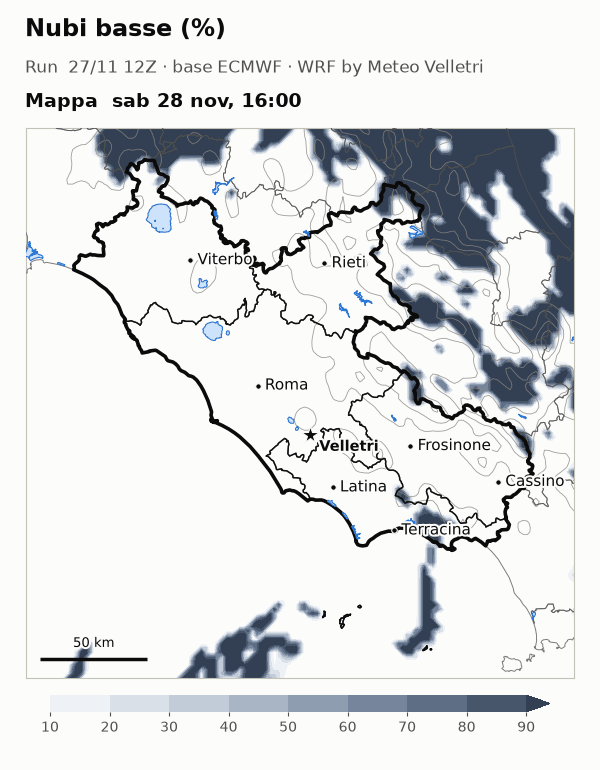 Nubi basse (%)
Run  27/11 12Z · base ECMWF · WRF by Meteo Velletri
Mappa  sab 28 nov, 16:00
Viterbo
Rieti
Roma
Velletri
Frosinone
Latina
Cassino
Terracina
50 km
10 20 30 40 50 60 70 80 90